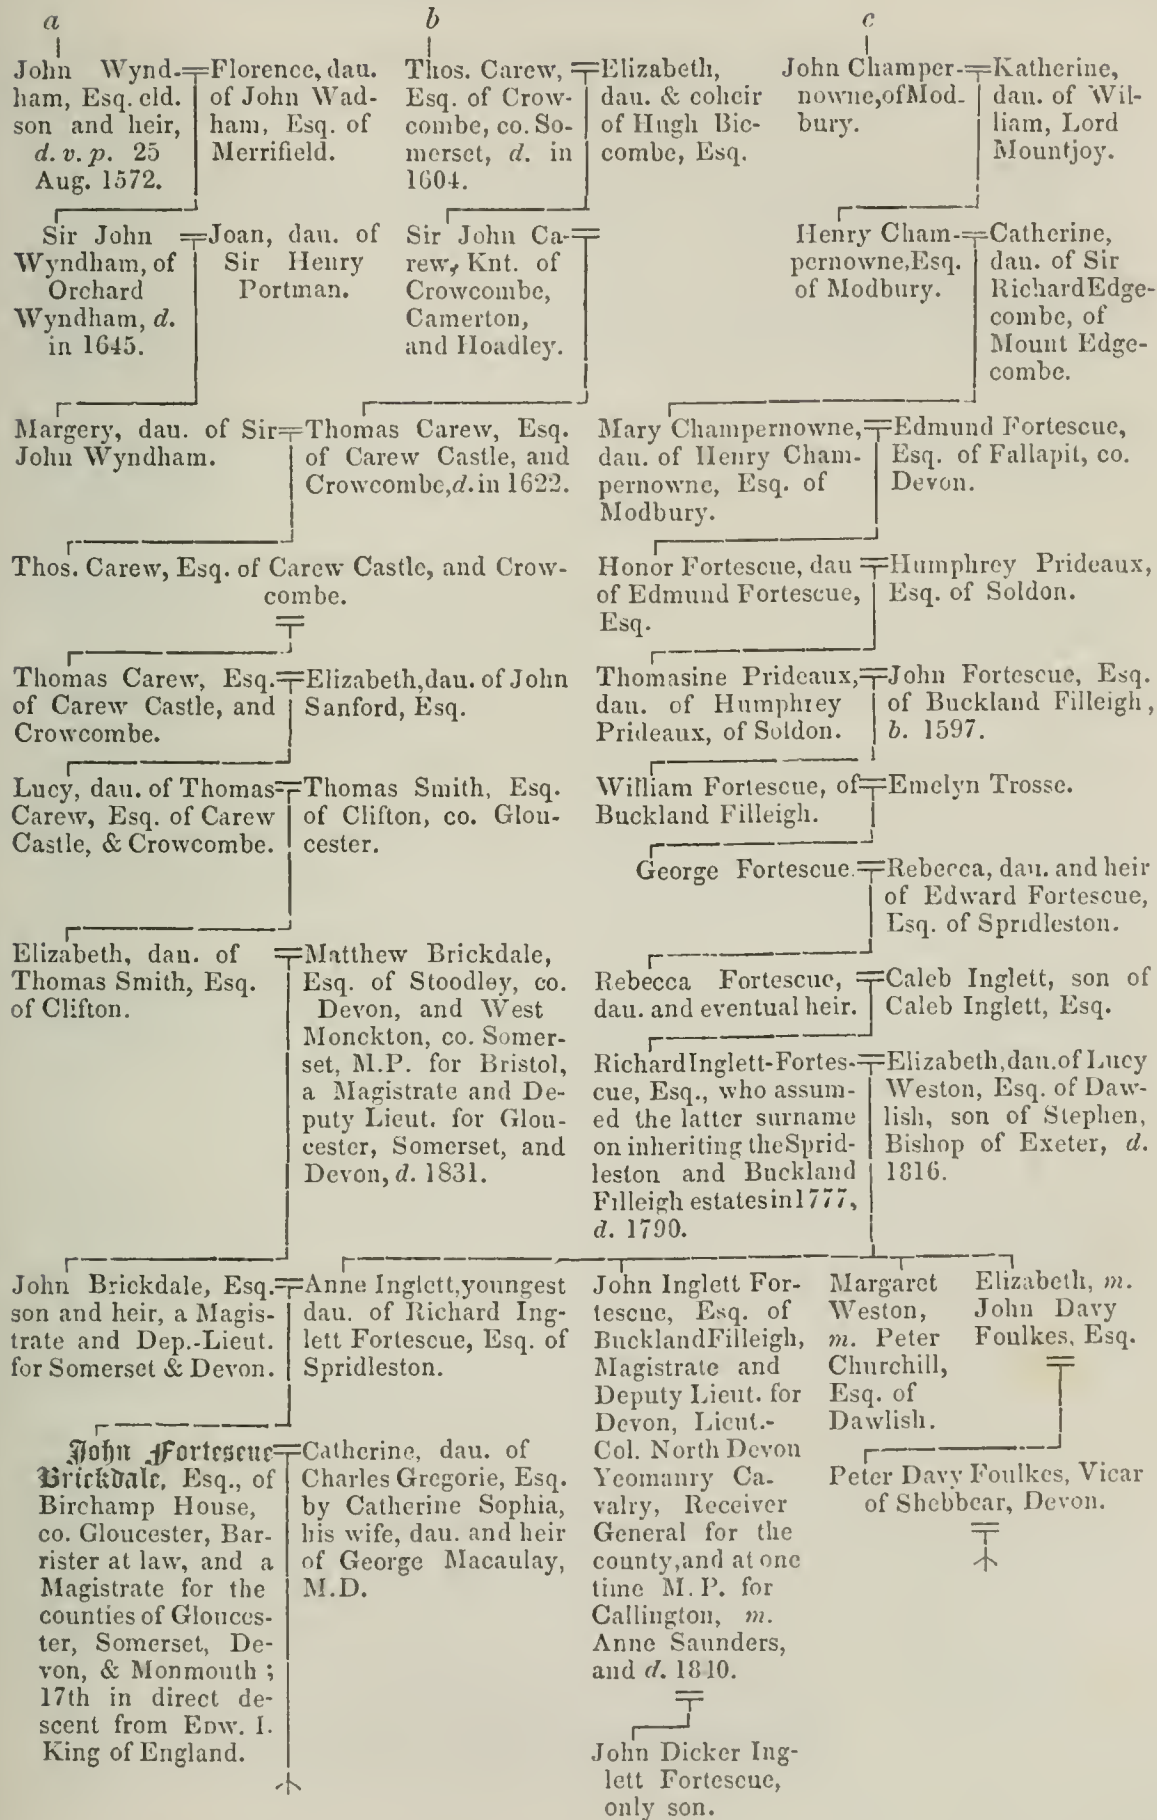 a
b
c
John Wynd-
ham, Esq. eld.
son and heir,
d. v. p. 25
Aug. 1572.
Florence, dau.
of John Wad-
ham, Esq. of
Merrifield.
Thos. Carew,
Esq. of Crow-
combe, co. So-
merset, d. in
1604.
Elizabeth,
dau. & coheir
of Hugh Bic-
combe, Esq.
John Champer-
nowne, of Mod-
bury.
Katherine,
dau. of Wil-
liam, Lord
Mountjoy.
Sir John
Wyndham, of
Orchard
Wyndham, d.
in 1645.
Joan, dau. of
Sir Henry
Portman.
Sir John Ca-
rew, Knt. of
Crowcombe,
Camerton,
and Hoadley.
Henry Cham-
pernowne, Esq.
of Modbury.
Catherine,
dau. of Sir
Richard Edge-
combe, of
Mount Edge-
combe.
Margery, dau. of Sir
John Wyndham.
Thomas Carew, Esq.
of Carew Castle, and
Crowcombe, d. in 1622.
Mary Champernowne,
dau. of Henry Cham-
pernowne, Esq. of
Modbury.
Edmund Fortescue,
Esq. of Fallapit, co.
Devon.
Thos. Carew, Esq. of Carew Castle, and Crow-
combe.
Honor Fortescue, dau
of Edmund Fortescue,
Esq.
Humphrey Prideaux,
Esq. of Soldon.
Thomas Carew, Esq.
of Carew Castle, and
Crowcombe.
Elizabeth, dau. of John
Sanford, Esq.
Thomasine Prideaux,
dau. of Humphrey
Prideaux, of Soldon.
John Fortescue, Esq.
of Buckland Filleigh,
b. 1597.
Lucy, dau. of Thomas
Carew, Esq. of Carew
Castle, & Crowcombe.
Thomas Smith, Esq.
of Clifton, co. Glou-
cester.
William Fortescue, of
Buckland Filleigh.
Emelyn Trosse.
George Fortescue.
Rebecca, dau. and heir
of Edward Fortescue,
Esq. of Spridleston.
Elizabeth, dau. of
Thomas Smith, Esq.
of Clifton.
Matthew Brickdale,
Esq. of Stoodley, co.
Devon, and West
Monckton, co. Somer-
set, M.P. for Bristol,
a Magistrate and De-
puty Lieut. for Glou-
cester, Somerset, and
Devon, d. 1831.
Rebecca Fortescue,
dau. and eventual heir.
Caleb Inglett, son of
Caleb Inglett, Esq.
Richard Inglett-Fortes-
cue, Esq., who assum-
ed the latter surname
on inheriting the Sprid-
leston and Buckland
Filleigh estates in 1777,
d. 1790.
Elizabeth, dau. of Lucy
Weston, Esq. of Daw-
lish, son of Stephen,
Bishop of Exeter, d.
1816.
John Brickdale, Esq.
son and heir, a Magis-
trate and Dep.-Lieut.
for Somerset & Devon.
Anne Inglett, youngest
dau. of Richard Ing-
lett Fortescue, Esq. of
Spridleston.
John Inglett For-
tescue, Esq. of
Buckland Filleigh,
Magistrate and
Deputy Lieut. for
Devon, Lieut.-
Col. North Devon
Yeomanry Ca-
valry, Receiver
General for the
county, and at one
time M. P. for
Callington, m.
Anne Saunders,
and d. 1840.
Margaret
Weston,
m. Peter
Churchill,
Esq. of
Dawlish.
Elizabeth, m.
John Davy
Foulkes, Esq.
John Fortescue
Brickdale, Esq., of
Birchamp House,
co. Gloucester, Bar-
rister at law, and a
Magistrate for the
counties of Glouces-
ter, Somerset, De-
von, & Monmouth ;
17th in direct de-
scent from EDW. I.
King of England.
Catherine, dau. of
Charles Gregorie, Esq.
by Catherine Sophia,
his wife, dau. and heir
of George Macaulay,
M.D.
Peter Davy Foulkes, Vicar
of Shebbear, Devon.
John Dicker Ing-
lett Fortescue,
only son.